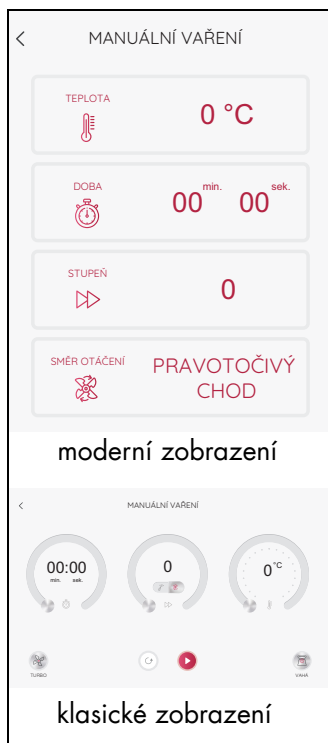 MANUÁLNÍ VAŘENÍ
TEPLOTA
0 °C
DOBA
00 min. 00 sek.
STUPEŇ
0
SMĚR OTÁČENÍ
PRAVOTOČIVÝ
CHOD
moderní zobrazení
MANUÁLNÍ VAŘENÍ
00:00
min. sek.
0
0 °C
TURBO
VAHÁ
klasické zobrazení